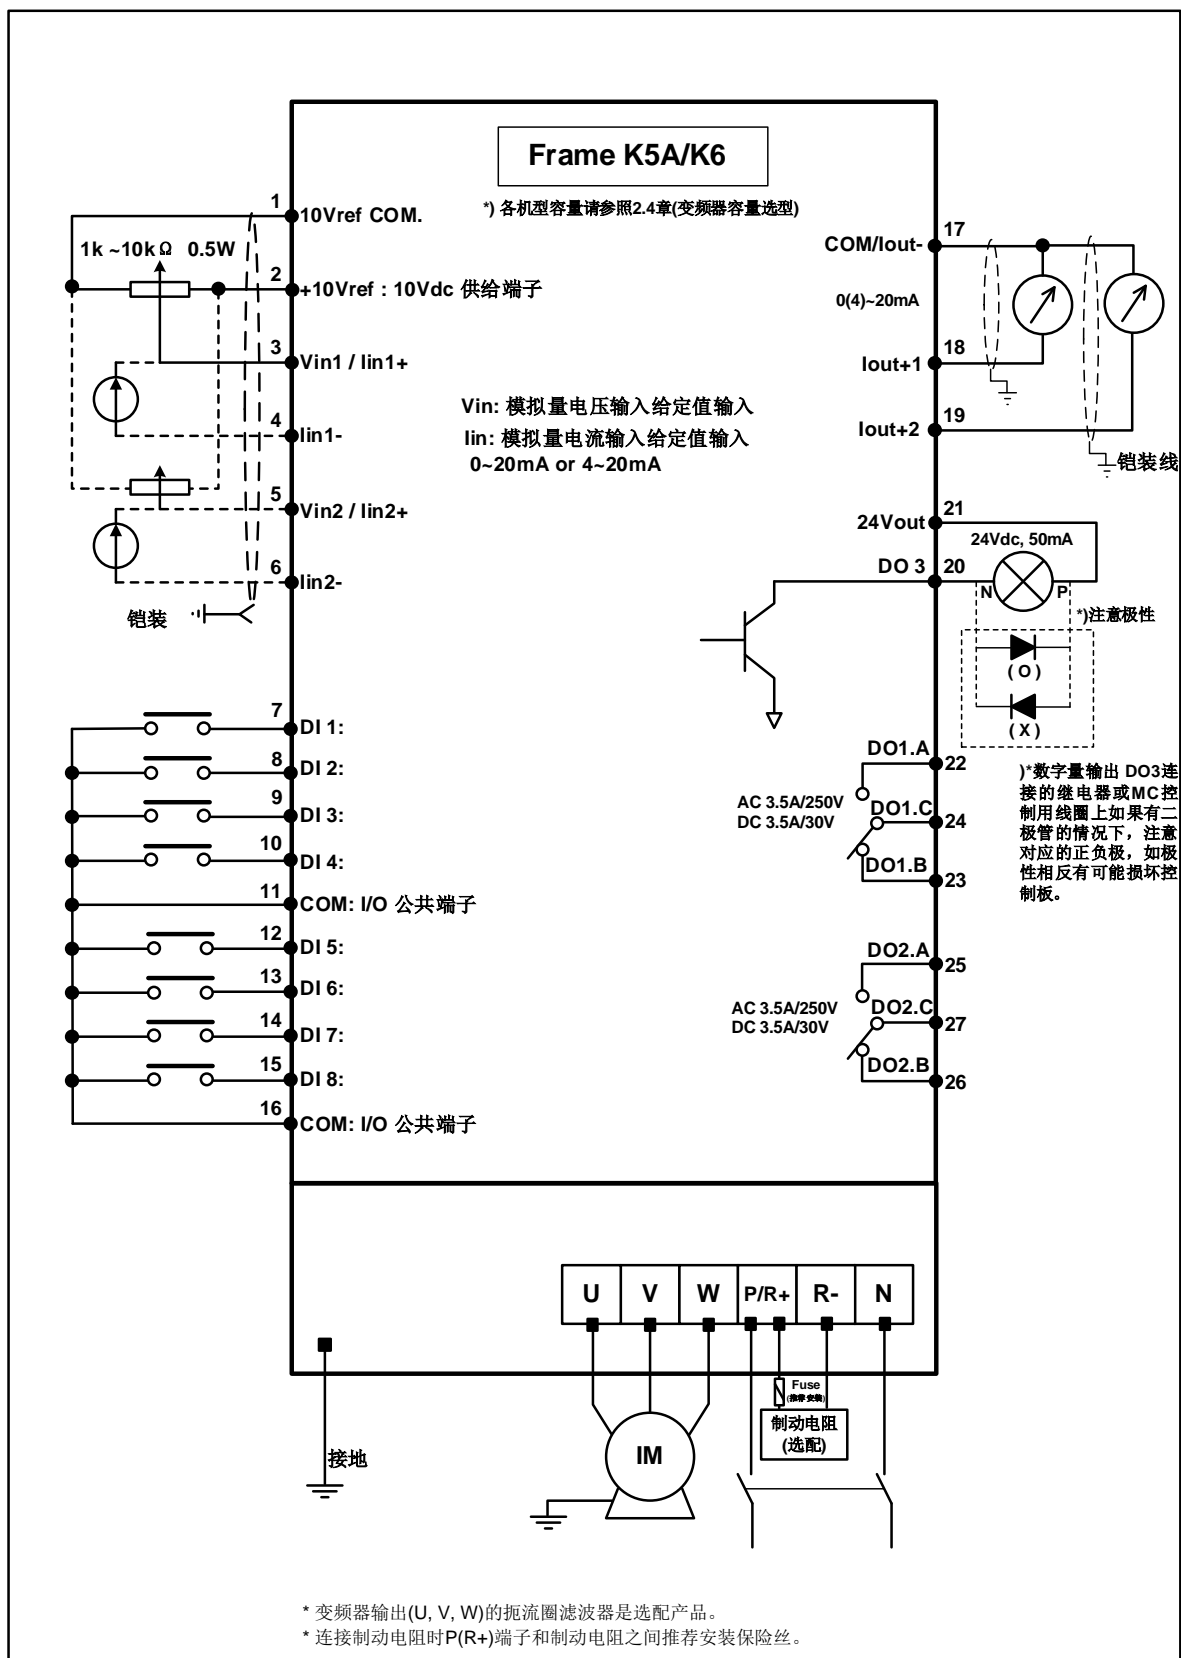 Frame K5A/K6
*) 各机型容量请参照2.4章(变频器容量选型)
1
10Vref COM.
1k ~10kΩ 0.5W
2
+10Vref : 10Vdc 供给端子
3
Vin1 / Iin1+
4
Iin1-
5
Vin2 / Iin2+
6
Iin2-
铠装
Vin: 模拟量电压输入给定值输入
Iin: 模拟量电流输入给定值输入
0~20mA or 4~20mA
7
DI 1:
8
DI 2:
9
DI 3:
10
DI 4:
11
COM: I/O 公共端子
12
DI 5:
13
DI 6:
14
DI 7:
15
DI 8:
16
COM: I/O 公共端子
COM/Iout-
17
0(4)~20mA
Iout+1
18
Iout+2
19
铠装线
24Vout
21
24Vdc, 50mA
DO 3
20
N
P
*)注意极性
( O )
( X )
)*数字量输出 DO3连
接的继电器或MC控
制用线圈上如果有二
极管的情况下，注意
对应的正负极，如极
性相反有可能损坏控
制板。
DO1.A
22
AC 3.5A/250V
DC 3.5A/30V
DO1.C
24
DO1.B
23
DO2.A
25
AC 3.5A/250V
DC 3.5A/30V
DO2.C
27
DO2.B
26
U V W P/R+ R- N
Fuse
(推荐安装)
制动电阻
(选配)
IM
接地
* 变频器输出(U, V, W)的扼流圈滤波器是选配产品。
* 连接制动电阻时P(R+)端子和制动电阻之间推荐安装保险丝。